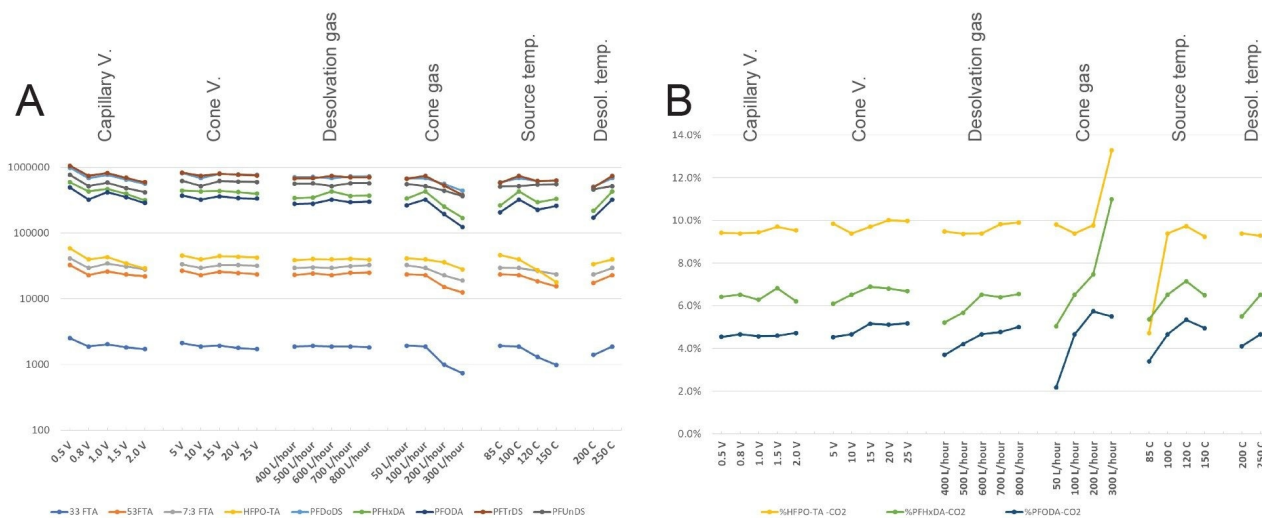 A
Capillary V.
Cone V.
Desolvation gas
Cone gas
Source temp.
Desol. temp.
1000000
100000
10000
1000
100
0.5 V
0.8 V
1.0 V
1.5 V
2.0 V
5 V
10 V
15 V
20 V
25 V
400 L/hour
500 L/hour
600 L/hour
700 L/hour
800 L/hour
50 L/hour
100 L/hour
200 L/hour
300 L/hour
85 C
100 C
120 C
150 C
200 C
250 C
33 FTA 53FTA 7:3 FTA HFPO-TA PFDoDS PFHxDA PFODA PFTrDS PFUnDS
B
Capillary V.
Cone V.
Desolvation gas
Cone gas
Source temp.
Desol. temp.
14.0%
12.0%
10.0%
8.0%
6.0%
4.0%
2.0%
0.0%
0.5 V
0.8 V
1.0 V
1.5 V
2.0 V
5 V
10 V
15 V
20 V
25 V
400 L/hour
500 L/hour
600 L/hour
700 L/hour
800 L/hour
50 L/hour
100 L/hour
200 L/hour
300 L/hour
85 C
100 C
120 C
150 C
200 C
250 C
%HFPO-TA -CO2 %PFHxDA-CO2 %PFODA-CO2